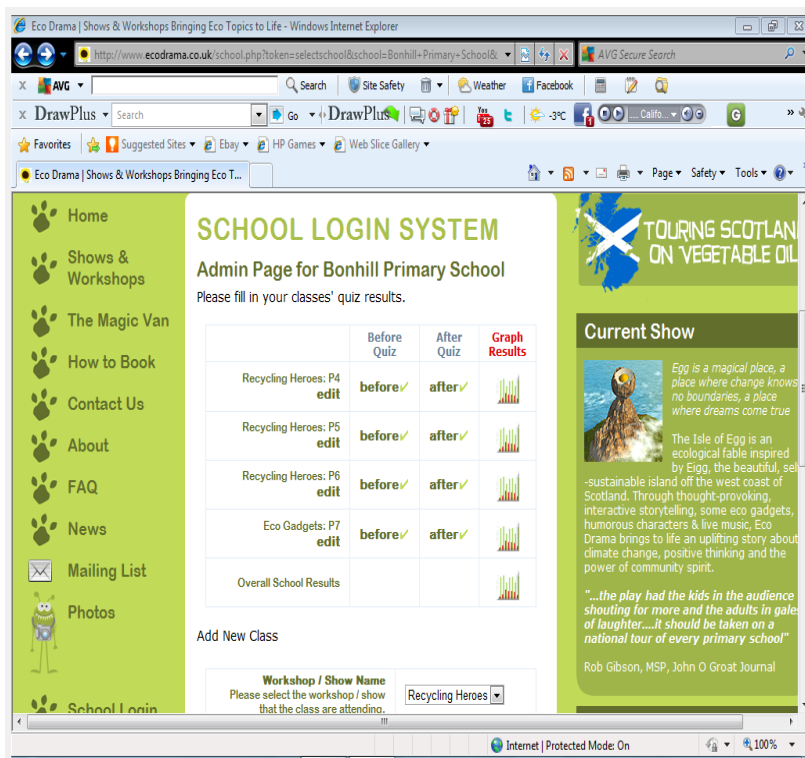 Eco Drama | Shows & Workshops Bringing Eco Topics to Life - Windows Internet Explorer
http://www.ecodrama.co.uk/school.php?token=selectschool&school=Bonhill+Primary+School&
AVG Secure Search
X AVG Search Site Safety Weather Facebook
x DrawPlus Search Go DrawPlus You 25 -3°C 1 .... Califo... G »
Favorites Suggested Sites Ebay HP Games Web Slice Gallery
Eco Drama | Shows & Workshops Bringing Eco T...
Page Safety Tools
Home
Shows &
Workshops
The Magic Van
How to Book
Contact Us
About
FAQ
News
Mailing List
Photos
School Login
SCHOOL LOGIN SYSTEM
Admin Page for Bonhill Primary School
Please fill in your classes' quiz results.
Before Quiz After Quiz Graph Results
Recycling Heroes: P4
edit before✓ after✓
Recycling Heroes: P5
edit before✓ after✓
Recycling Heroes: P6
edit before✓ after✓
Eco Gadgets: P7
edit before✓ after✓
Overall School Results
Add New Class
Workshop / Show Name
Please select the workshop / show
that the class are attending.
Recycling Heroes
TOURING SCOTLAN
ON VEGETABLE OIL
Current Show
Egg is a magical place, a
place where change knows
no boundaries, a place
where dreams come true
The Isle of Egg is an
ecological fable inspired
by Eigg, the beautiful, sel
-sustainable island off the west coast of
Scotland. Through thought-provoking,
interactive storytelling, some eco gadgets,
humorous characters & live music, Eco
Drama brings to life an uplifting story about
climate change, positive thinking and the
power of community spirit.
"...the play had the kids in the audience
shouting for more and the adults in gales
of laughter....it should be taken on a
national tour of every primary school"
Rob Gibson, MSP, John O Groat Journal
Internet | Protected Mode: On
100%